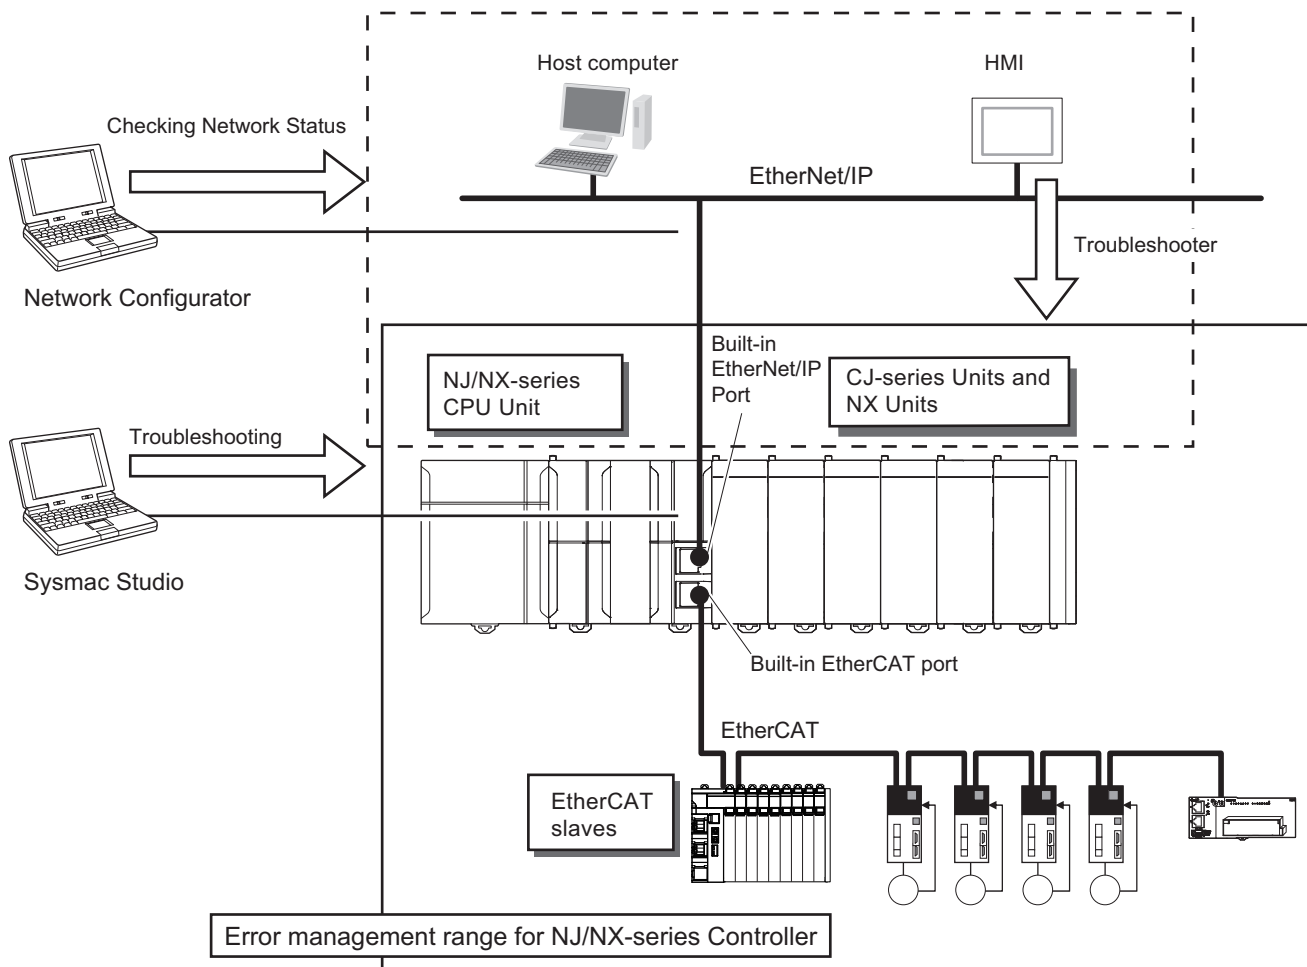 Host computer
HMI
Checking Network Status
EtherNet/IP
Troubleshooter
Network Configurator
Built-in
EtherNet/IP
Port
NJ/NX-series
CPU Unit
CJ-series Units and
NX Units
Troubleshooting
Sysmac Studio
Built-in EtherCAT port
EtherCAT
EtherCAT
slaves
Error management range for NJ/NX-series Controller